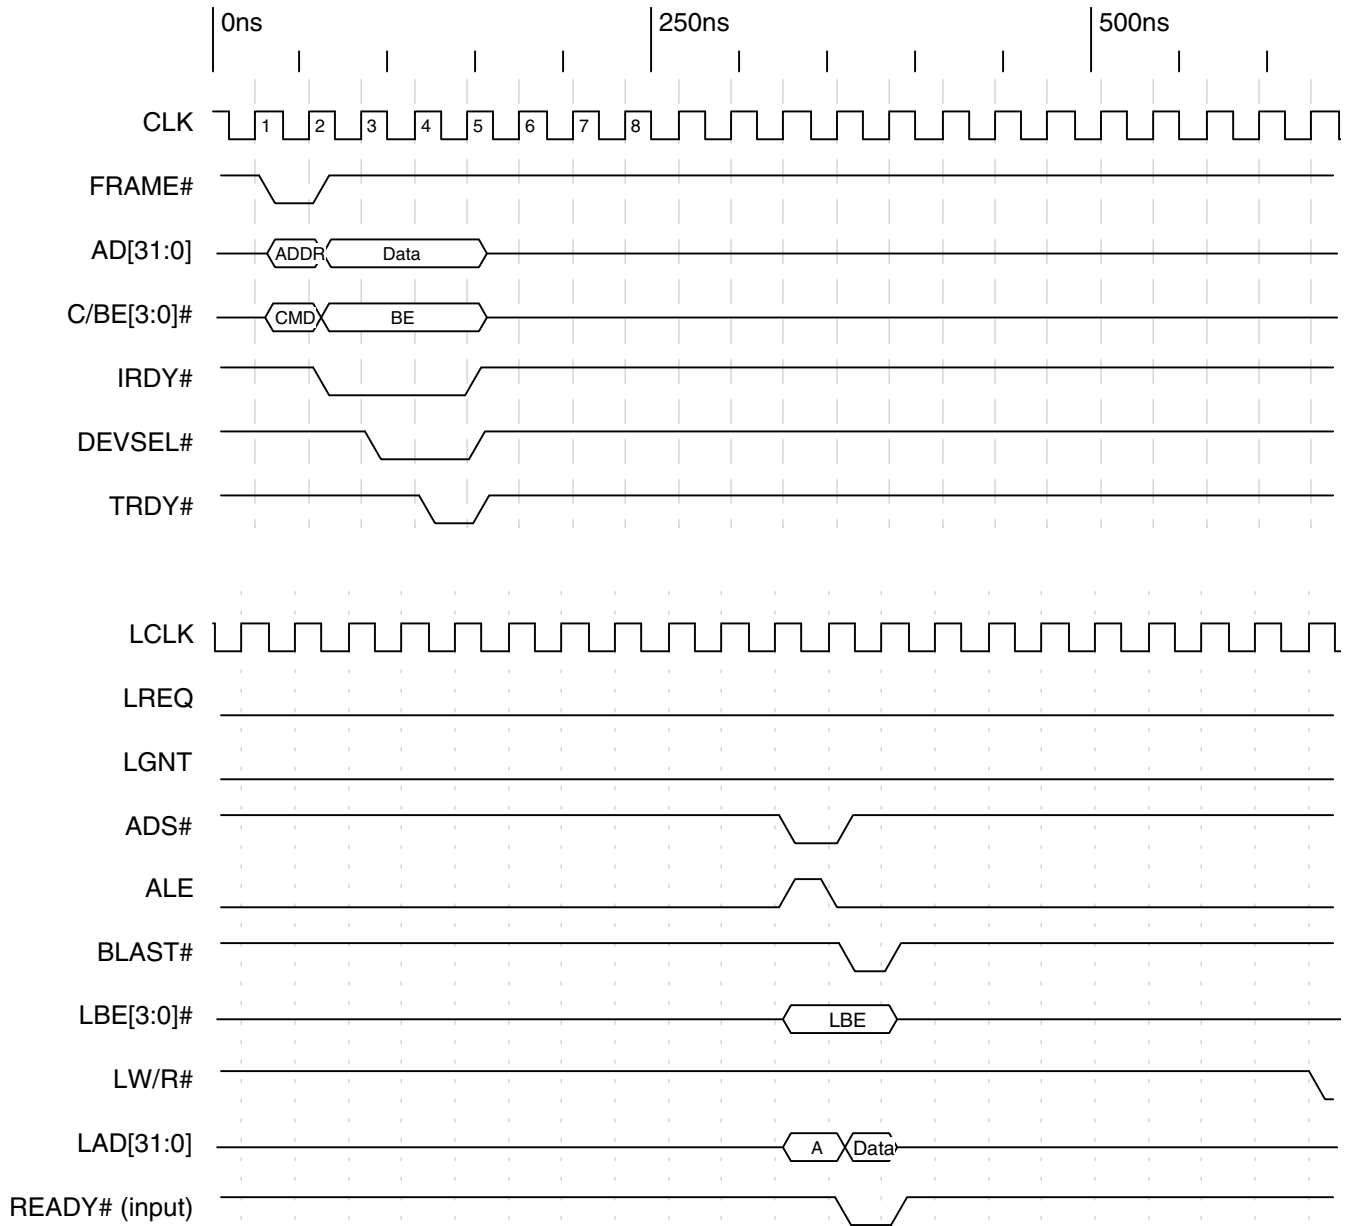 0ns 250ns 500ns
CLK 1 2 3 4 5 6 7 8
FRAME#
AD[31:0] ADDR Data
C/BE[3:0]# CMD BE
IRDY#
DEVSEL#
TRDY#
LCLK
LREQ
LGNT
ADS#
ALE
BLAST#
LBE[3:0]# LBE
LW/R#
LAD[31:0] A Data
READY# (input)